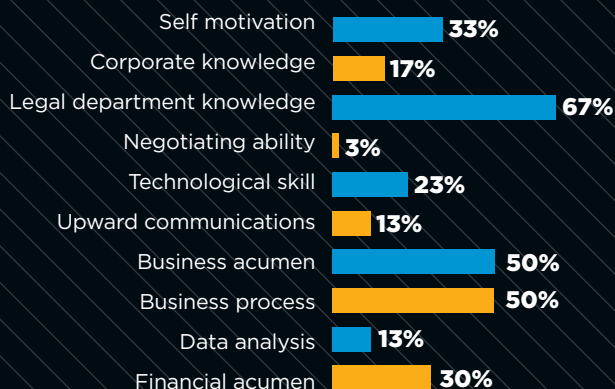 Self motivation 33%
Corporate knowledge 17%
Legal department knowledge 67%
Negotiating ability 3%
Technological skill 23%
Upward communications 13%
Business acumen 50%
Business process 50%
Data analysis 13%
Financial acumen 30%